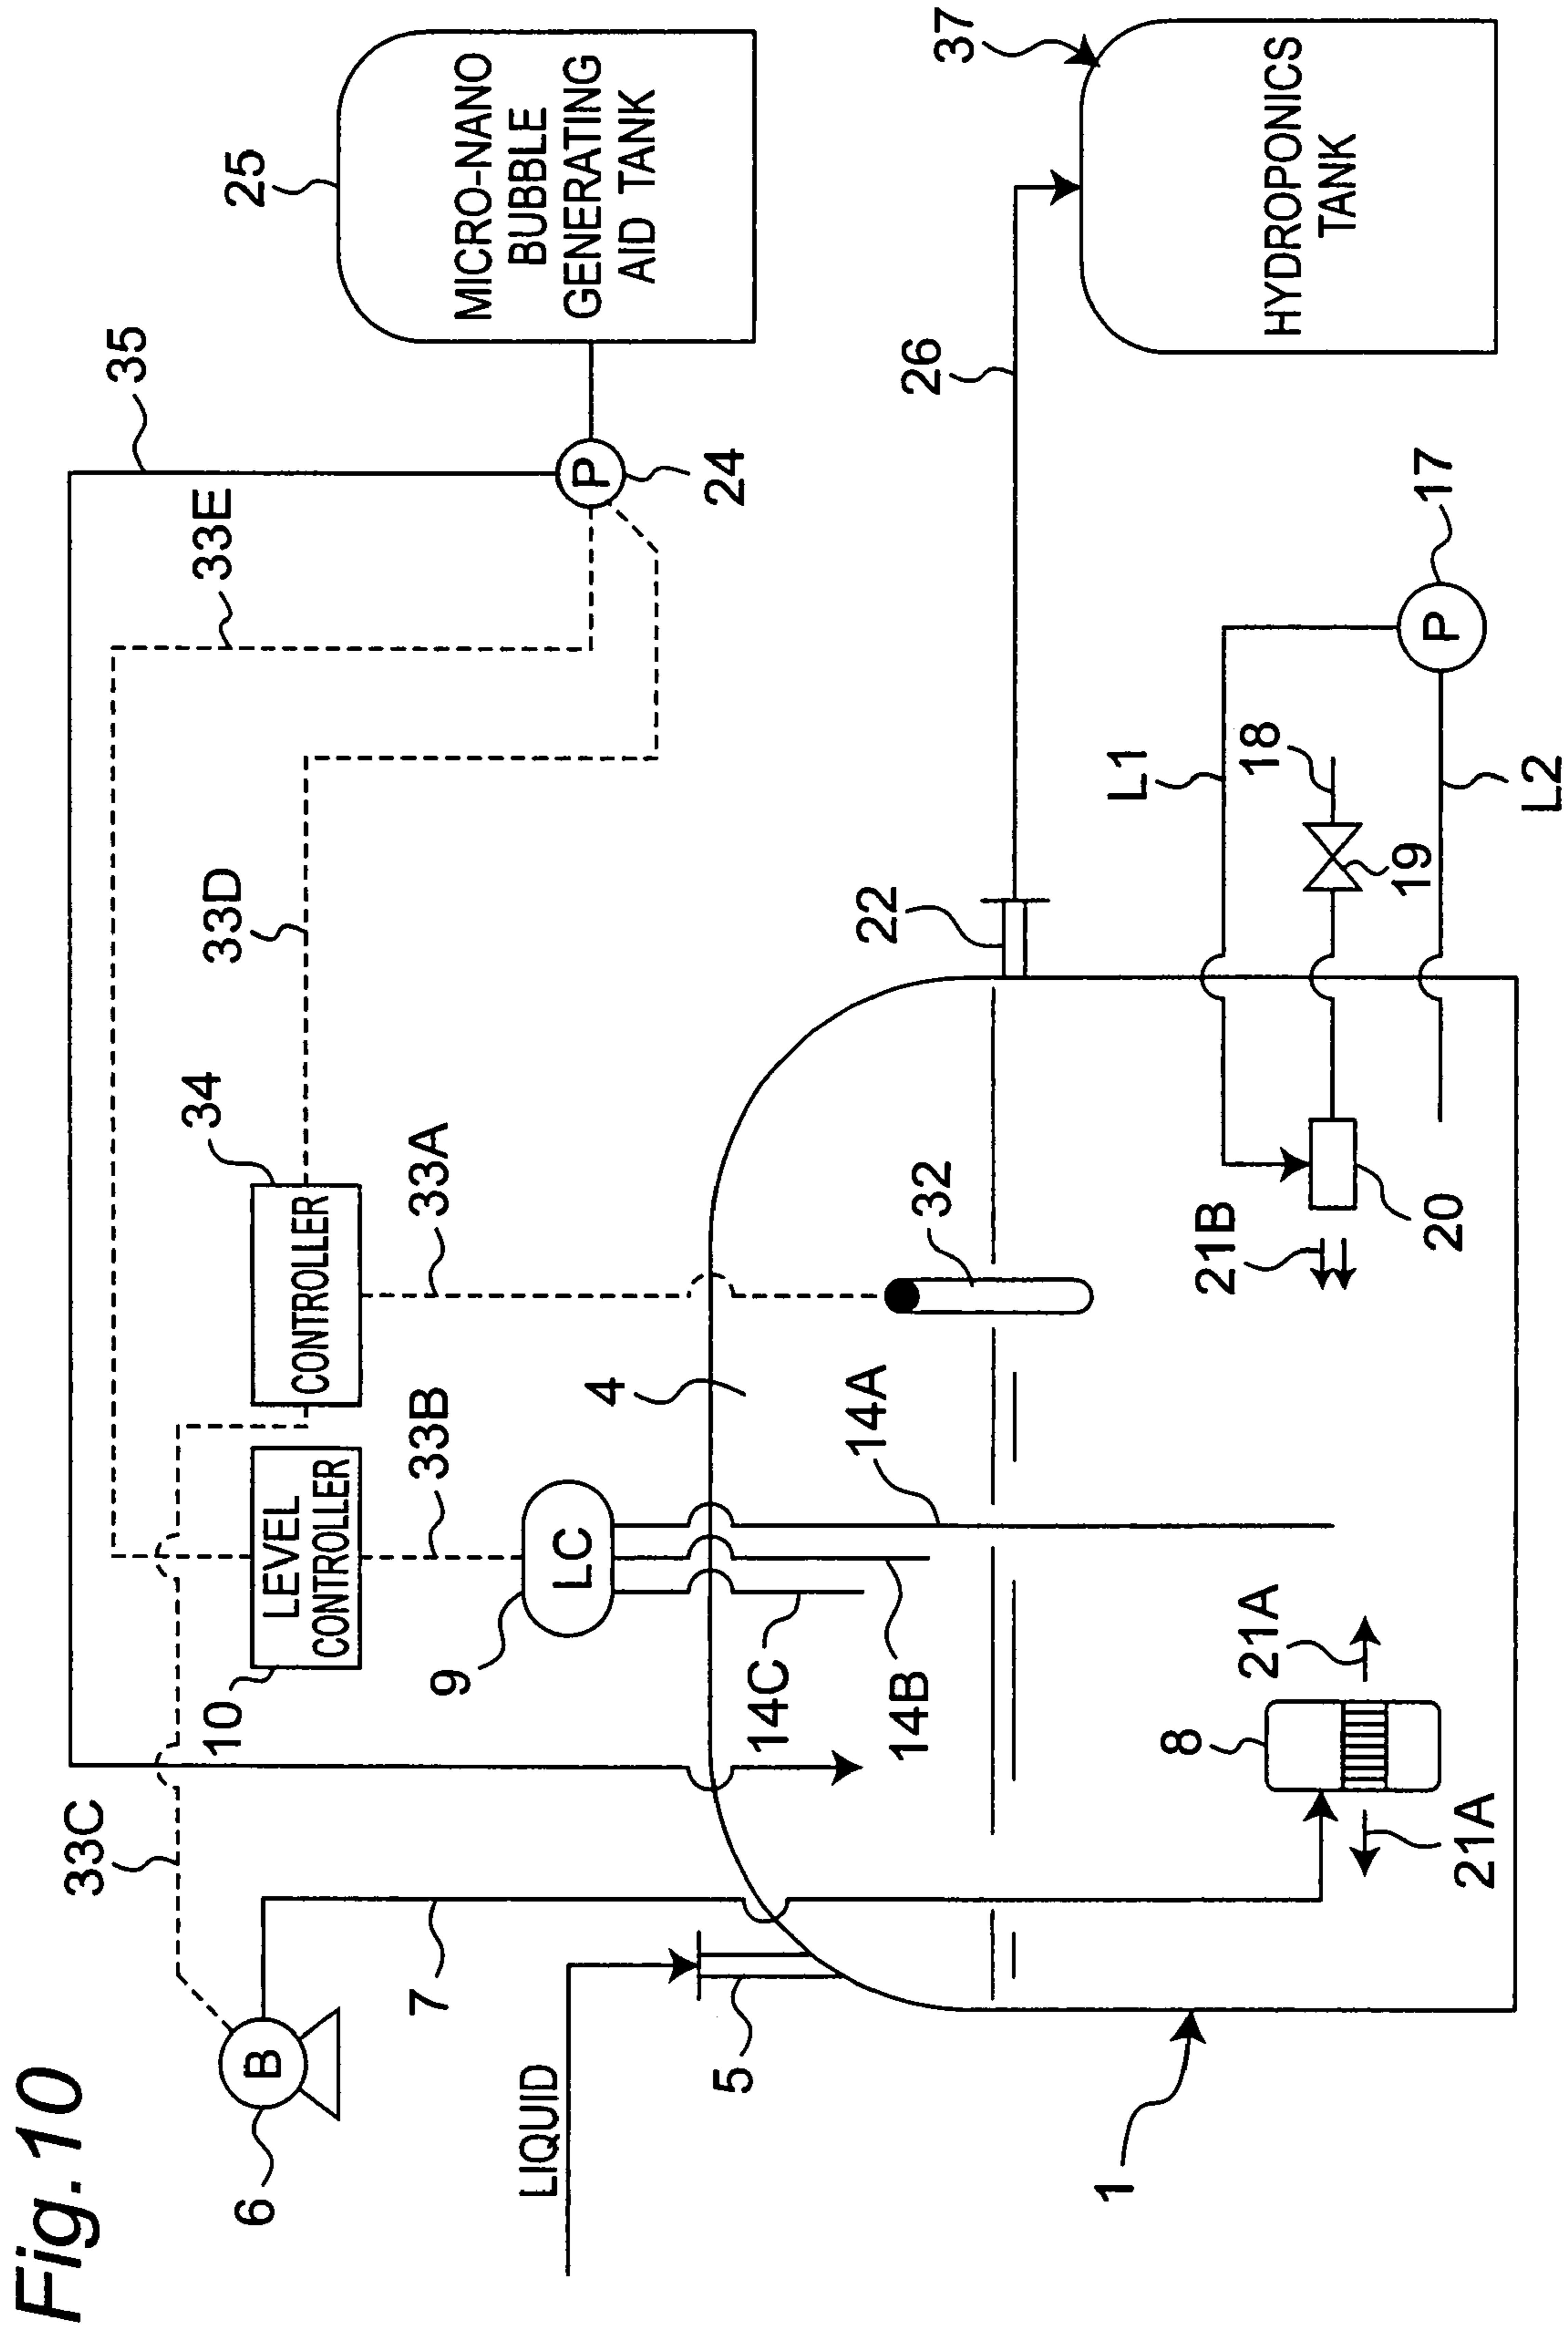 Fig.10
35
25
33E
MICRO-NANO
BUBBLE
GENERATING
AID TANK
33D
24
34
33C
10
LEVEL
CONTROLLER
CONTROLLER
33B
33A
B
6
7
9
LC
LIQUID
5
14C
14B
14A
4
32
22
26
37
HYDROPONICS
TANK
1
8
21A
21A
21B
20
L1
18
19
L2
P
17
P